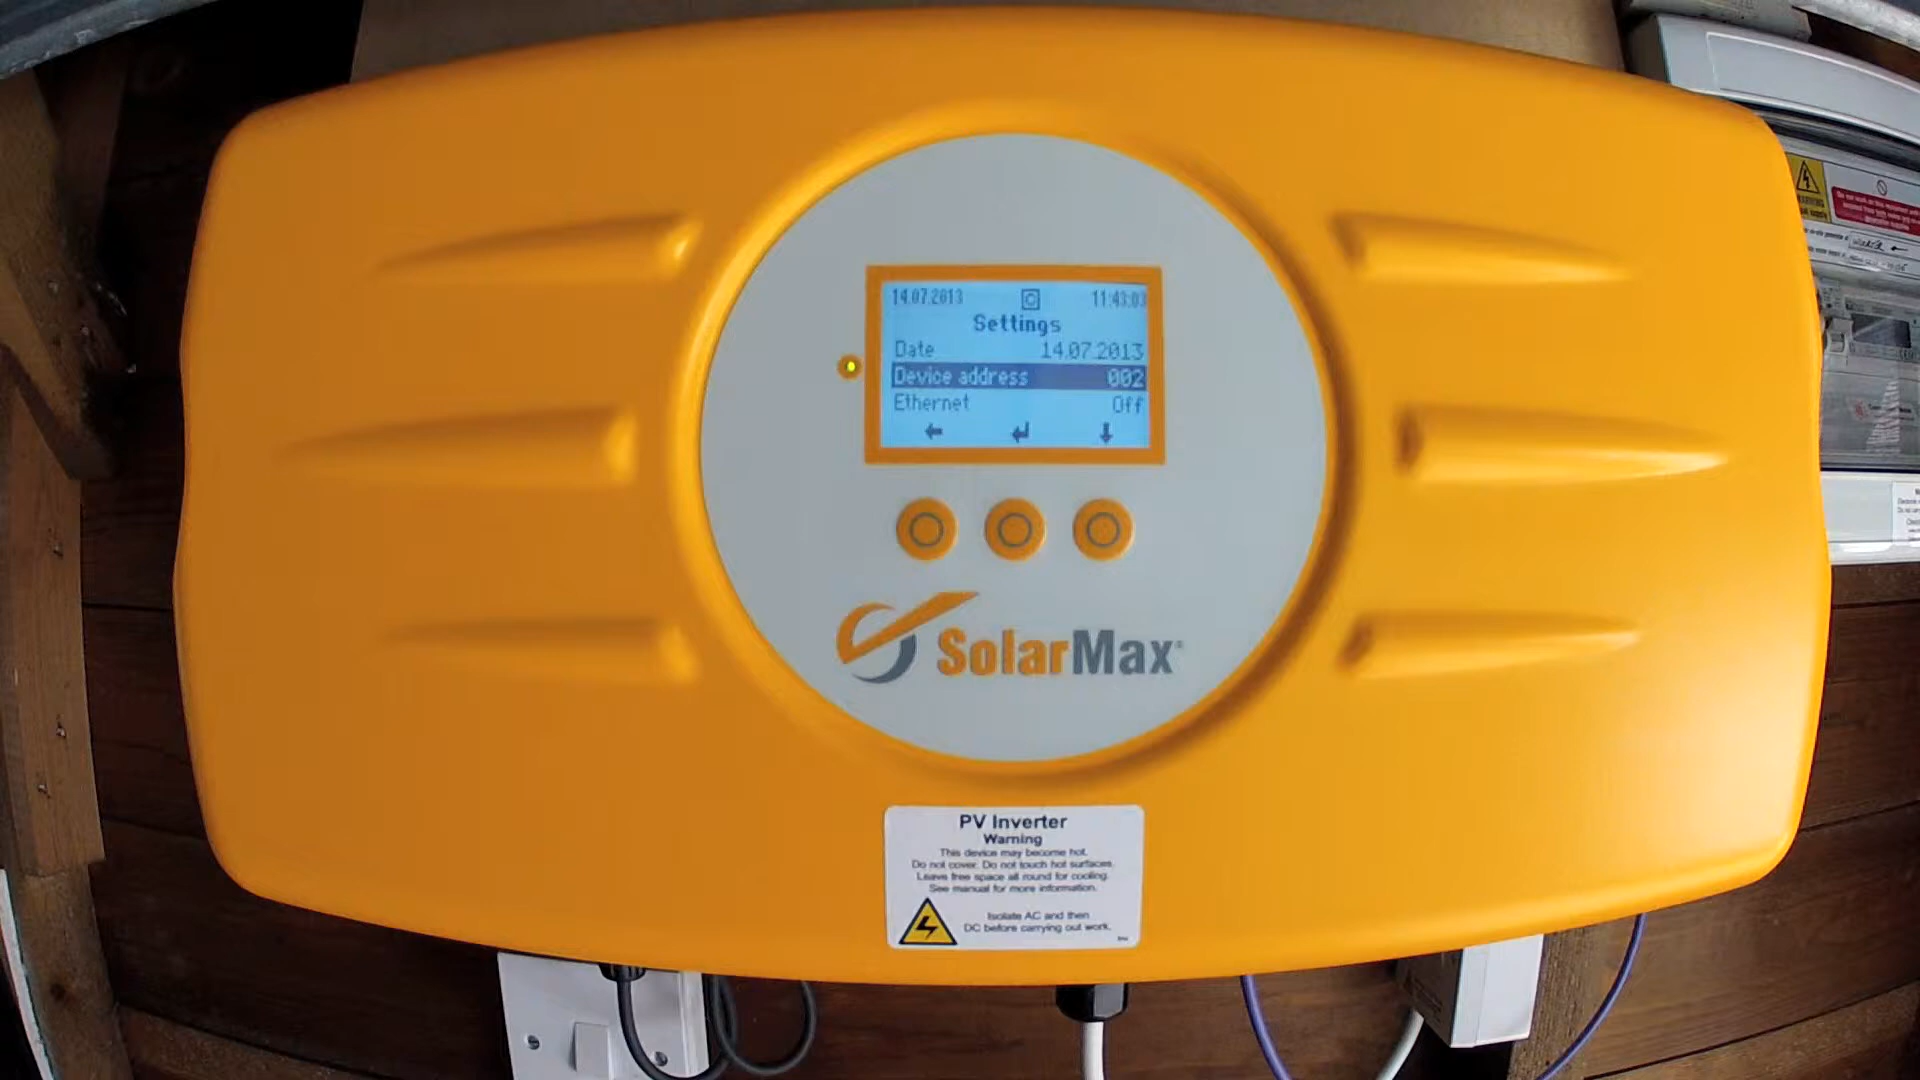 14.07.2013 11:43:03
Settings
Date 14.07.2013
Device address 002
Ethernet Off
SolarMax®
PV Inverter
Warning
This device may become hot.
Do not cover. Do not touch hot surfaces.
Leave free space all round for cooling.
See manual for more information.
Isolate AC and then
DC before carrying out work.
WARNING